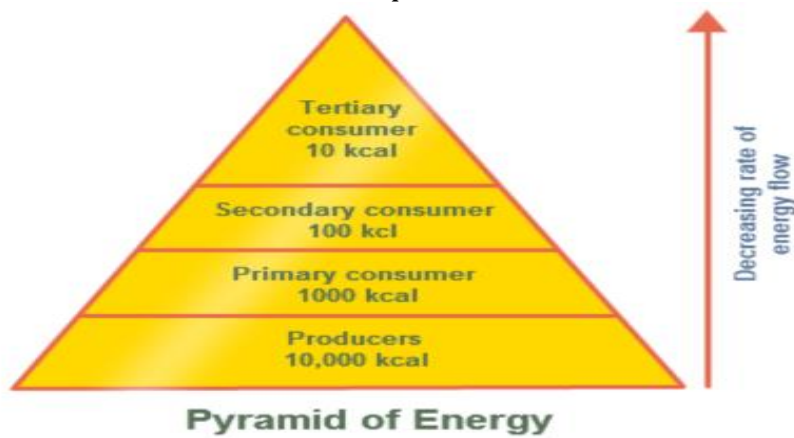 Tertiary
consumer
10 kcal
Secondary consumer
100 kcl
Primary consumer
1000 kcal
Producers
10,000 kcal
Decreasing rate of
energy flow
Pyramid of Energy